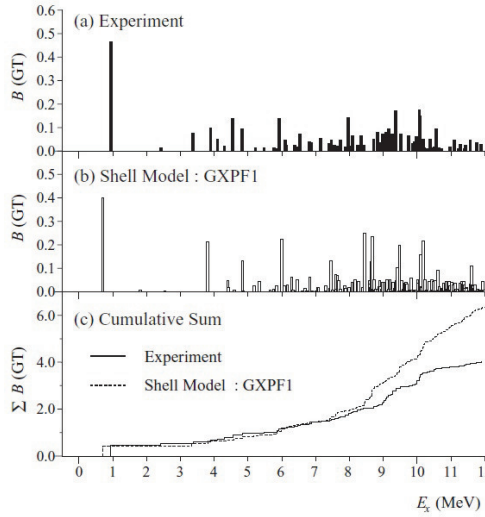 0.6
(a) Experiment
0.5
0.4
B (GT)
0.3
0.2
0.1
0.0
(b) Shell Model : GXPF1
0.5
0.4
B (GT)
0.3
0.2
0.1
0.0
(c) Cumulative Sum
6.0
Experiment
Σ B (GT)
4.0
Shell Model : GXPF1
2.0
0.0
0 1 2 3 4 5 6 7 8 9 10 11 12
Ex (MeV)